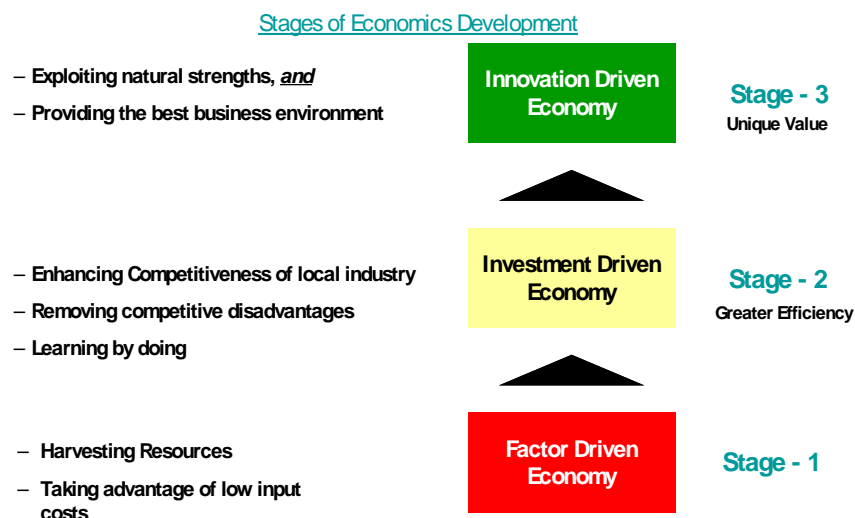 Stages of Economics Development
– Exploiting natural strengths, and
– Providing the best business environment
Innovation Driven
Economy
Stage - 3
Unique Value
– Enhancing Competitiveness of local industry
– Removing competitive disadvantages
– Learning by doing
Investment Driven
Economy
Stage - 2
Greater Efficiency
– Harvesting Resources
– Taking advantage of low input
costs
Factor Driven
Economy
Stage - 1